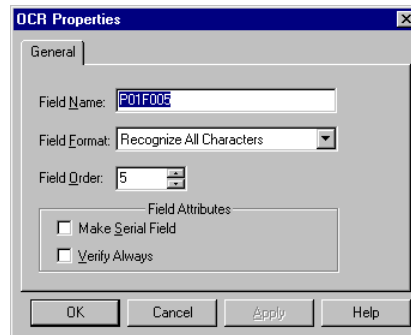 OCR Properties
General
Field Name: P01F005
Field Format: Recognize All Characters
Field Order: 5
Field Attributes
Make Serial Field
Verify Always
OK Cancel Apply Help